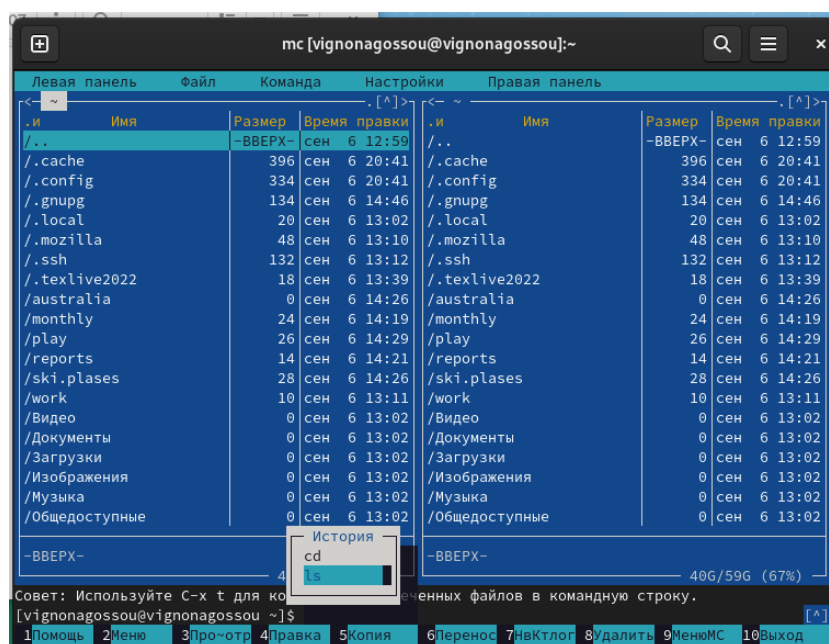 mc [vignonagossou@vignonagossou]:~
Левая панель Файл Команда Настройки Правая панель
<— ~ .[^]> <— ~ .[^]>
.и Имя Размер Время правки .и Имя Размер Время правки
/.. -ВВЕРХ- сен 6 12:59 /.. -ВВЕРХ- сен 6 12:59
/.cache 396 сен 6 20:41 /.cache 396 сен 6 20:41
/.config 334 сен 6 20:41 /.config 334 сен 6 20:41
/.gnupg 134 сен 6 14:46 /.gnupg 134 сен 6 14:46
/.local 20 сен 6 13:02 /.local 20 сен 6 13:02
/.mozilla 48 сен 6 13:10 /.mozilla 48 сен 6 13:10
/.ssh 132 сен 6 13:12 /.ssh 132 сен 6 13:12
/.texlive2022 18 сен 6 13:39 /.texlive2022 18 сен 6 13:39
/australia 0 сен 6 14:26 /australia 0 сен 6 14:26
/monthly 24 сен 6 14:19 /monthly 24 сен 6 14:19
/play 26 сен 6 14:29 /play 26 сен 6 14:29
/reports 14 сен 6 14:21 /reports 14 сен 6 14:21
/ski.plases 28 сен 6 14:26 /ski.plases 28 сен 6 14:26
/work 10 сен 6 13:11 /work 10 сен 6 13:11
/Видео 0 сен 6 13:02 /Видео 0 сен 6 13:02
/Документы 0 сен 6 13:02 /Документы 0 сен 6 13:02
/Загрузки 0 сен 6 13:02 /Загрузки 0 сен 6 13:02
/Изображения 0 сен 6 13:02 /Изображения 0 сен 6 13:02
/Музыка 0 сен 6 13:02 /Музыка 0 сен 6 13:02
/Общедоступные 0 сен 6 13:02 /Общедоступные 0 сен 6 13:02
История
-ВВЕРХ- cd -ВВЕРХ-
4 ls 40G/59G (67%)
Совет: Используйте C-x t для ко енных файлов в командную строку.
[vignonagossou@vignonagossou ~]$ [^]
1Помощь 2Меню 3Про~отр 4Правка 5Копия 6Перенос 7НвКтлог 8Удалить 9МенюМС 10Выход